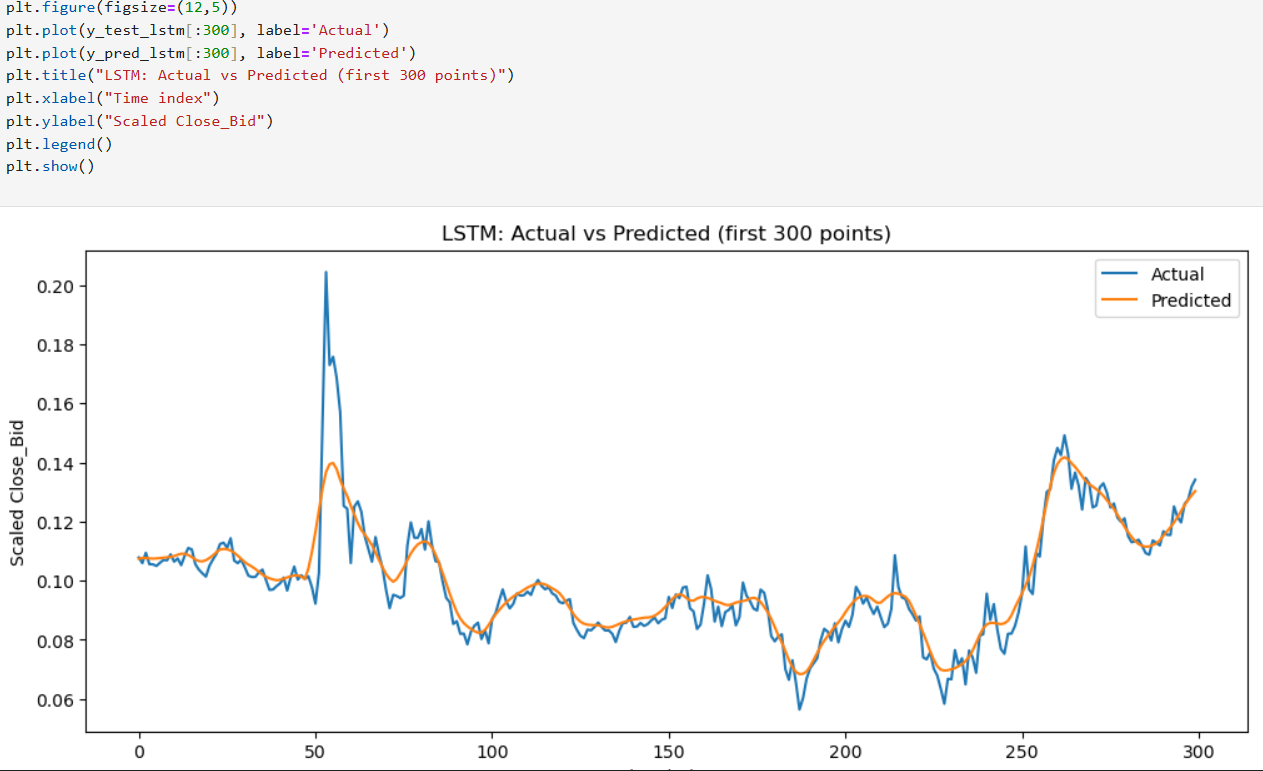 plt.figure(figsize=(12,5))
plt.plot(y_test_lstm[:300], label='Actual')
plt.plot(y_pred_lstm[:300], label='Predicted')
plt.title("LSTM: Actual vs Predicted (first 300 points)")
plt.xlabel("Time index")
plt.ylabel("Scaled Close_Bid")
plt.legend()
plt.show()
LSTM: Actual vs Predicted (first 300 points)
Actual
Predicted
0.20
0.18
0.16
0.14
0.12
0.10
0.08
0.06
Scaled Close_Bid
0 50 100 150 200 250 300